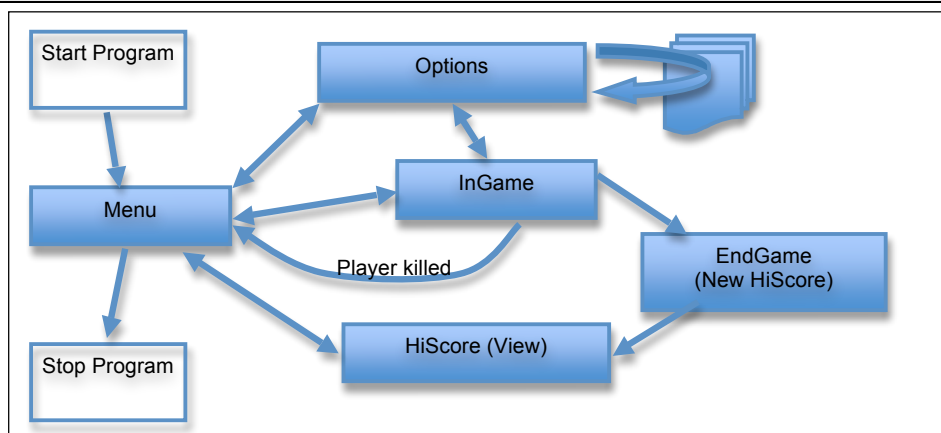 Start Program
Options
InGame
Menu
Player killed
EndGame
(New HiScore)
HiScore (View)
Stop Program